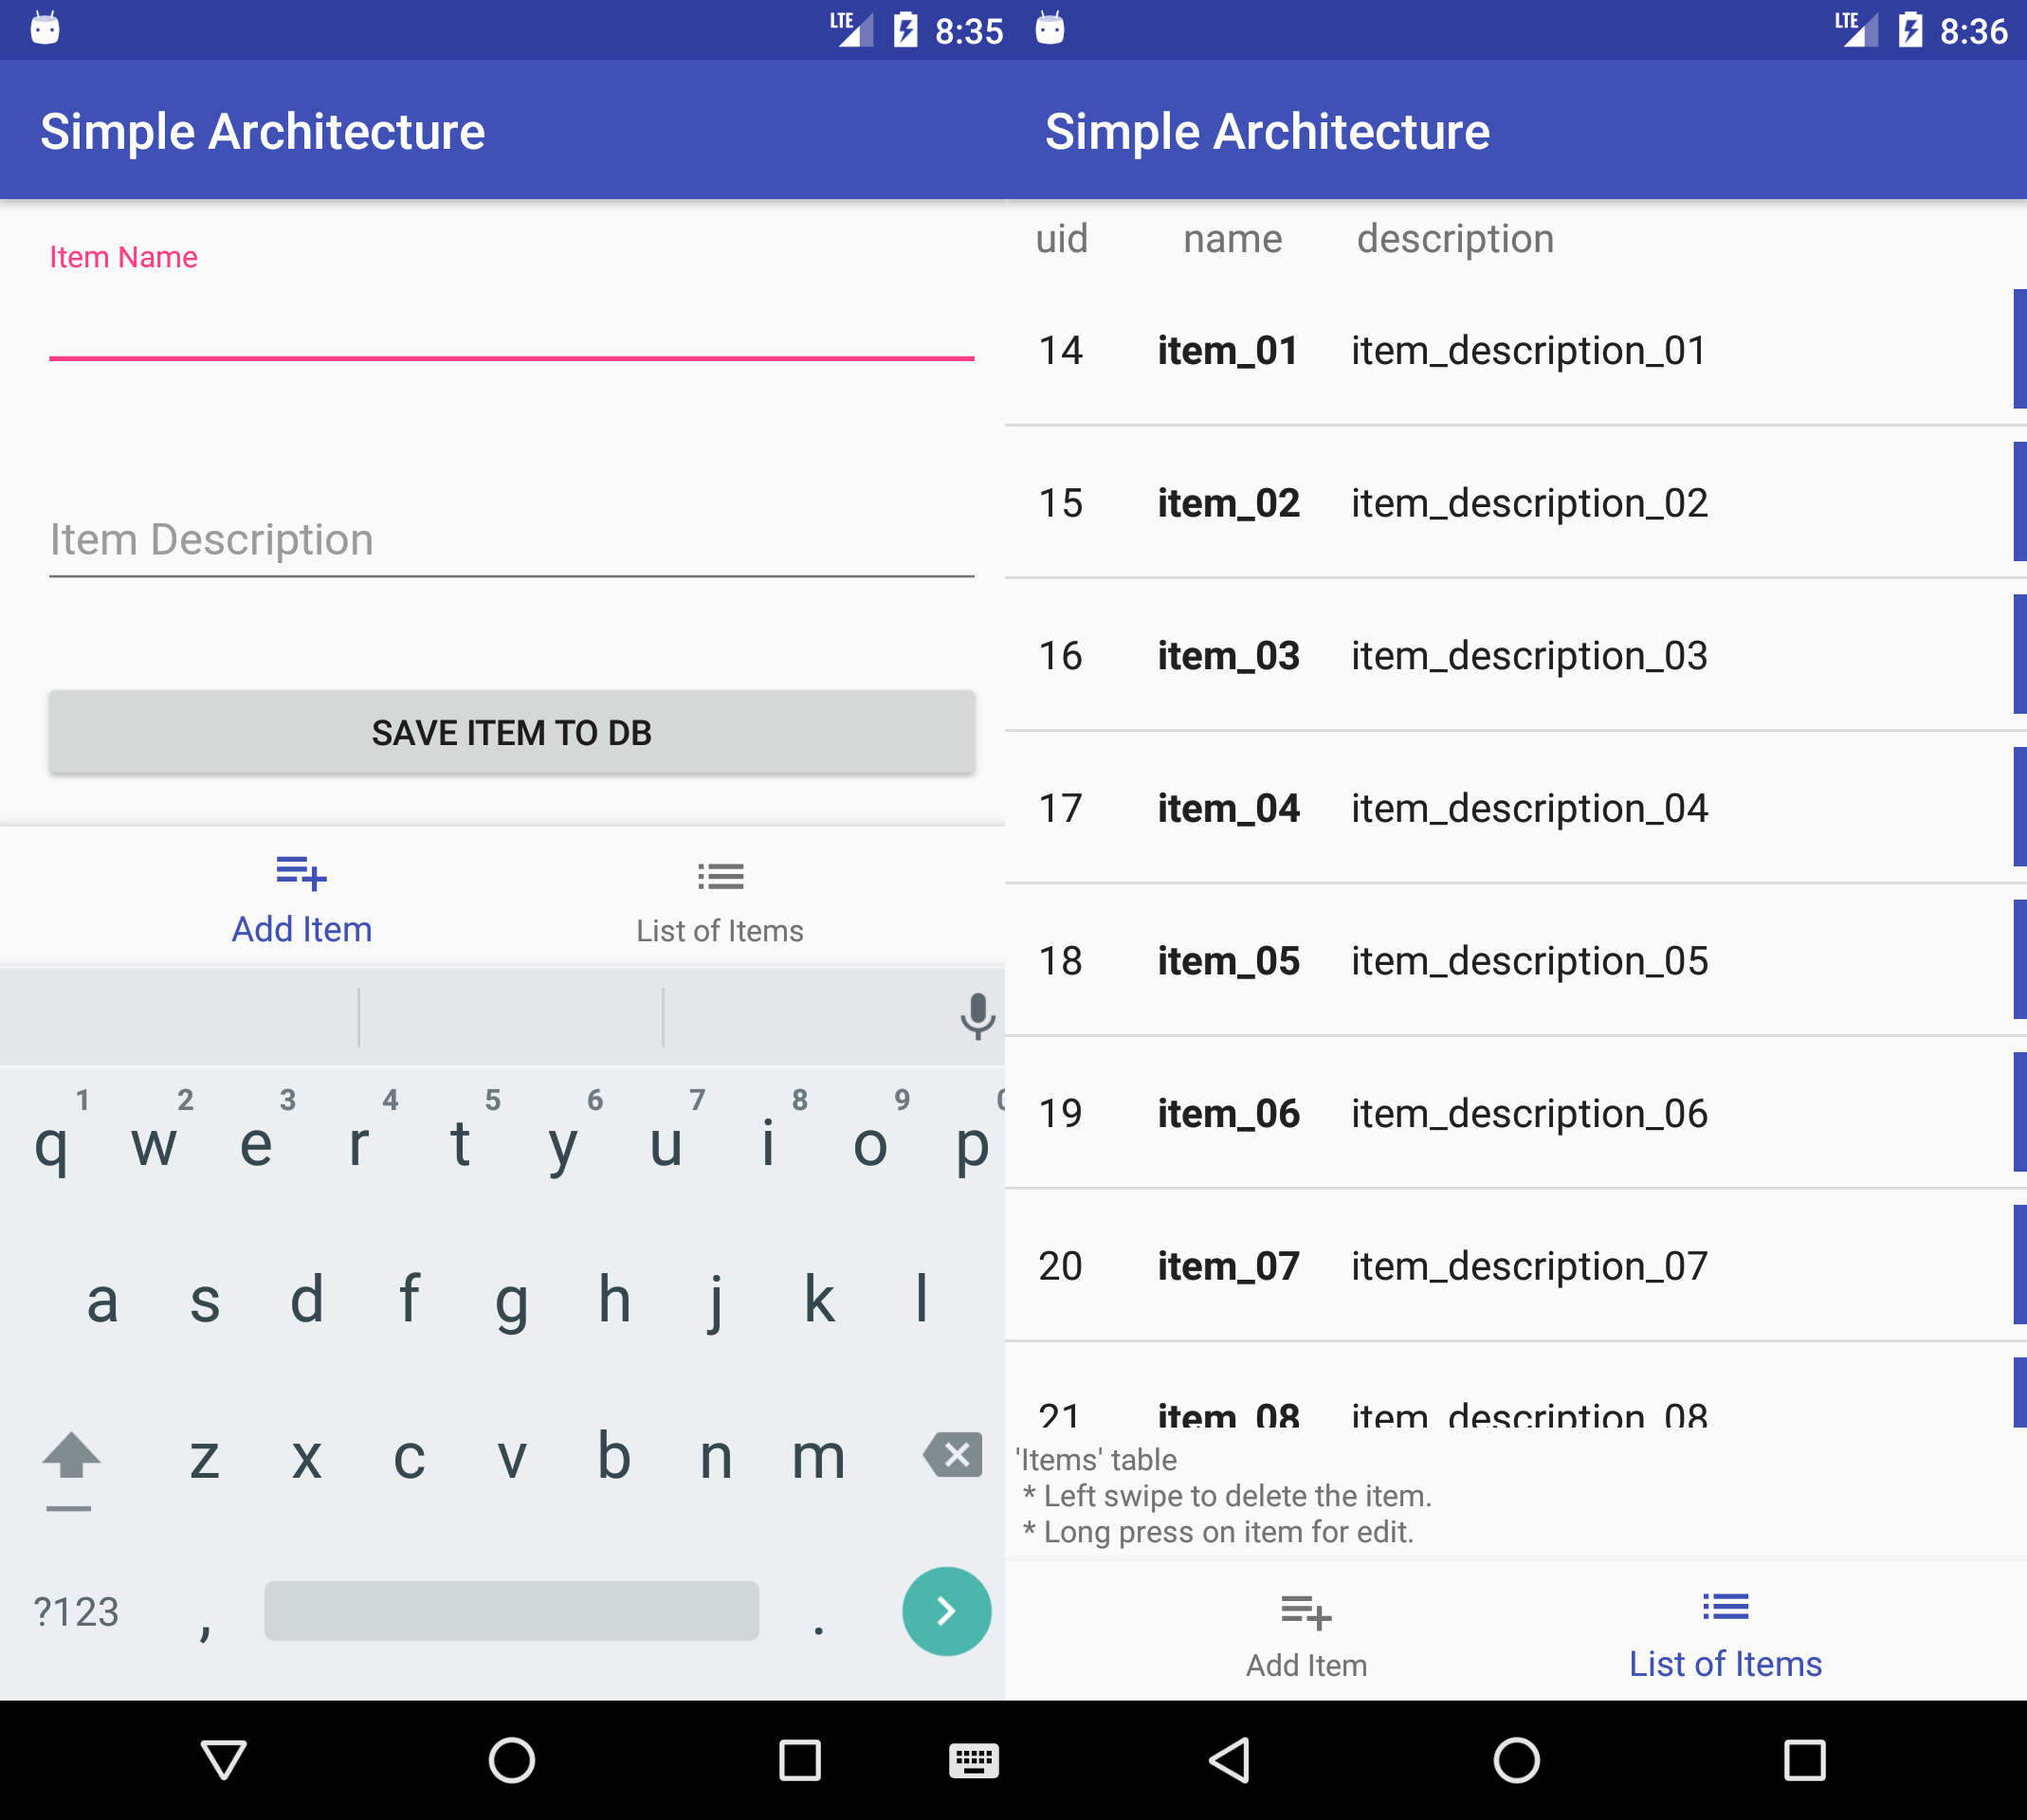 LTE 8:35
Simple Architecture
Item Name
Item Description
SAVE ITEM TO DB
Add Item List of Items
1 2 3 4 5 6 7 8 9 0
q w e r t y u i o p
a s d f g h j k l
z x c v b n m
?123 , .
LTE 8:36
Simple Architecture
uid name description
14 item_01 item_description_01
15 item_02 item_description_02
16 item_03 item_description_03
17 item_04 item_description_04
18 item_05 item_description_05
19 item_06 item_description_06
20 item_07 item_description_07
21 item_08 item_description_08
'Items' table
* Left swipe to delete the item.
* Long press on item for edit.
Add Item List of Items